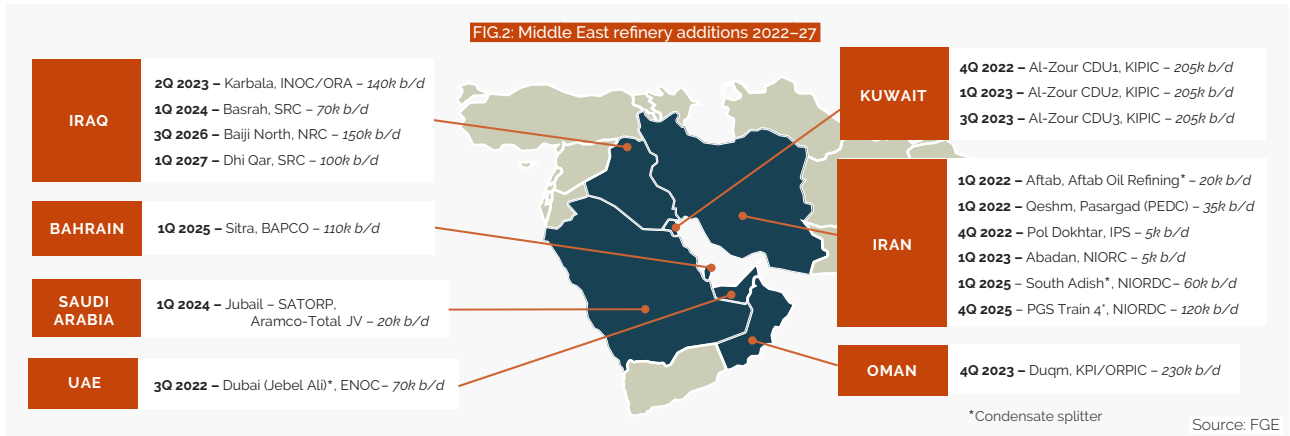 FIG.2: Middle East refinery additions 2022–27
IRAQ
2Q 2023 – Karbala, INOC/ORA – 140k b/d
1Q 2024 – Basrah, SRC – 70k b/d
3Q 2026 – Baiji North, NRC – 150k b/d
1Q 2027 – Dhi Qar, SRC – 100k b/d
BAHRAIN
1Q 2025 – Sitra, BAPCO – 110k b/d
SAUDI
ARABIA
1Q 2024 – Jubail – SATORP,
Aramco-Total JV – 20k b/d
UAE
3Q 2022 – Dubai (Jebel Ali)*, ENOC– 70k b/d
KUWAIT
4Q 2022 – Al-Zour CDU1, KIPIC – 205k b/d
1Q 2023 – Al-Zour CDU2, KIPIC – 205k b/d
3Q 2023 – Al-Zour CDU3, KIPIC – 205k b/d
IRAN
1Q 2022 – Aftab, Aftab Oil Refining* – 20k b/d
1Q 2022 – Qeshm, Pasargad (PEDC) – 35k b/d
4Q 2022 – Pol Dokhtar, IPS – 5k b/d
1Q 2023 – Abadan, NIORC – 5k b/d
1Q 2025 – South Adish*, NIORDC– 60k b/d
4Q 2025 – PGS Train 4*, NIORDC – 120k b/d
OMAN
4Q 2023 – Duqm, KPI/ORPIC – 230k b/d
*Condensate splitter
Source: FGE